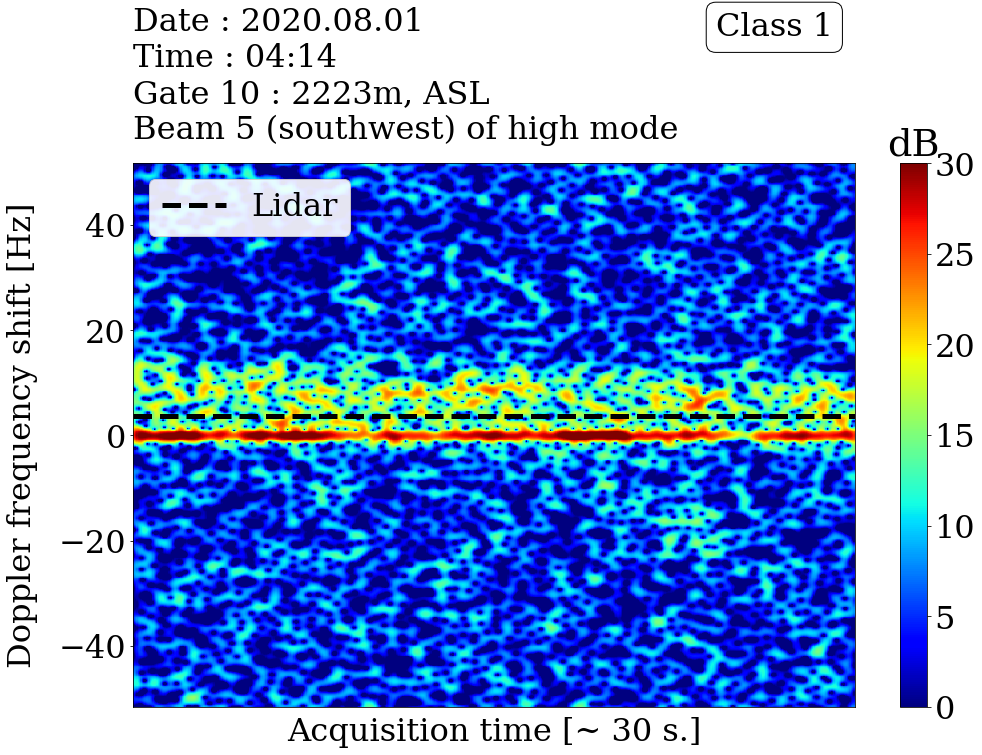 Date : 2020.08.01
Time : 04:14
Gate 10 : 2223m, ASL
Beam 5 (southwest) of high mode
Class 1
dB
Lidar
Doppler frequency shift [Hz]
40
20
0
−20
−40
Acquisition time [~ 30 s.]
30
25
20
15
10
5
0